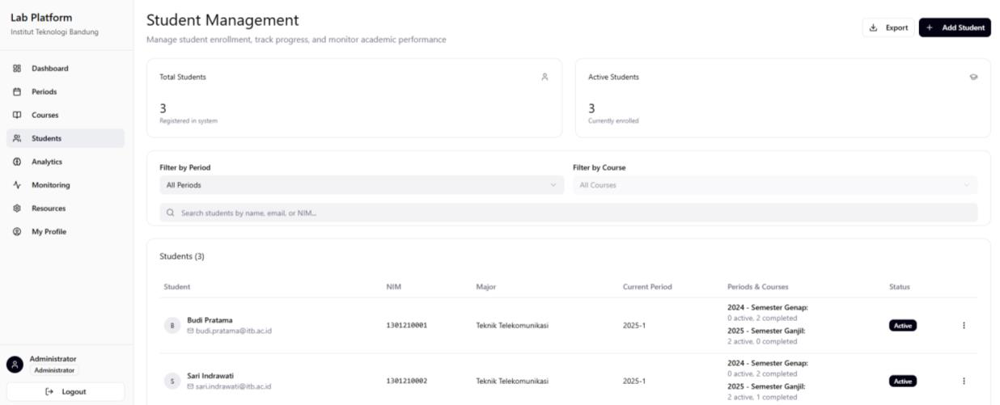 Lab Platform
Institut Teknologi Bandung
Dashboard
Periods
Courses
Students
Analytics
Monitoring
Resources
My Profile
Administrator
Administrator
Logout
Student Management
Manage student enrollment, track progress, and monitor academic performance
Export
Add Student
Total Students
3
Registered in system
Active Students
3
Currently enrolled
Filter by Period
All Periods
Filter by Course
All Courses
Search students by name, email, or NIM...
Students (3)
Student NIM Major Current Period Periods & Courses Status
B
Budi Pratama
budi.pratama@itb.ac.id
1301210001
Teknik Telekomunikasi
2025-1
2024 - Semester Genap:
0 active, 2 completed
2025 - Semester Ganjil:
2 active, 0 completed
Active
S
Sari Indrawati
sari.indrawati@itb.ac.id
1301210002
Teknik Telekomunikasi
2025-1
2024 - Semester Genap:
0 active, 2 completed
2025 - Semester Ganjil:
2 active, 1 completed
Active